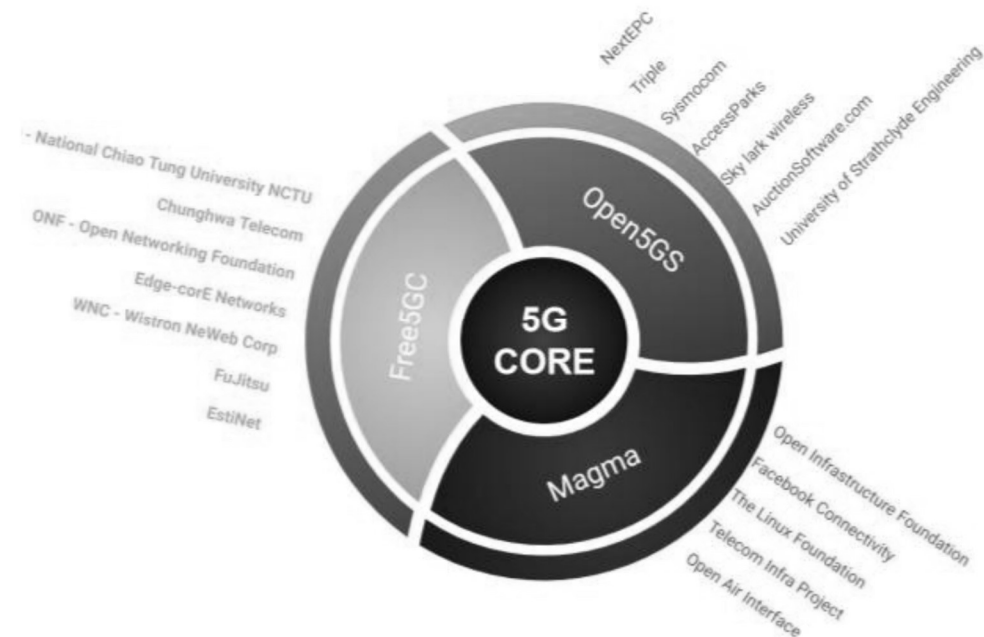 NextEPC
Triple
Sysmocom
AccessParks
Sky lark wireless
AuctionSoftware.com
University of Strathclyde Engineering
- National Chiao Tung University NCTU
Chunghwa Telecom
ONF - Open Networking Foundation
Edge-corE Networks
WNC - Wistron NeWeb Corp
FuJitsu
EstiNet
Open5GS
Free5GC
5G
CORE
Magma
Open Infrastructure Foundation
Facebook Connectivity
The Linux Foundation
Telecom Infra Project
Open Air Interface